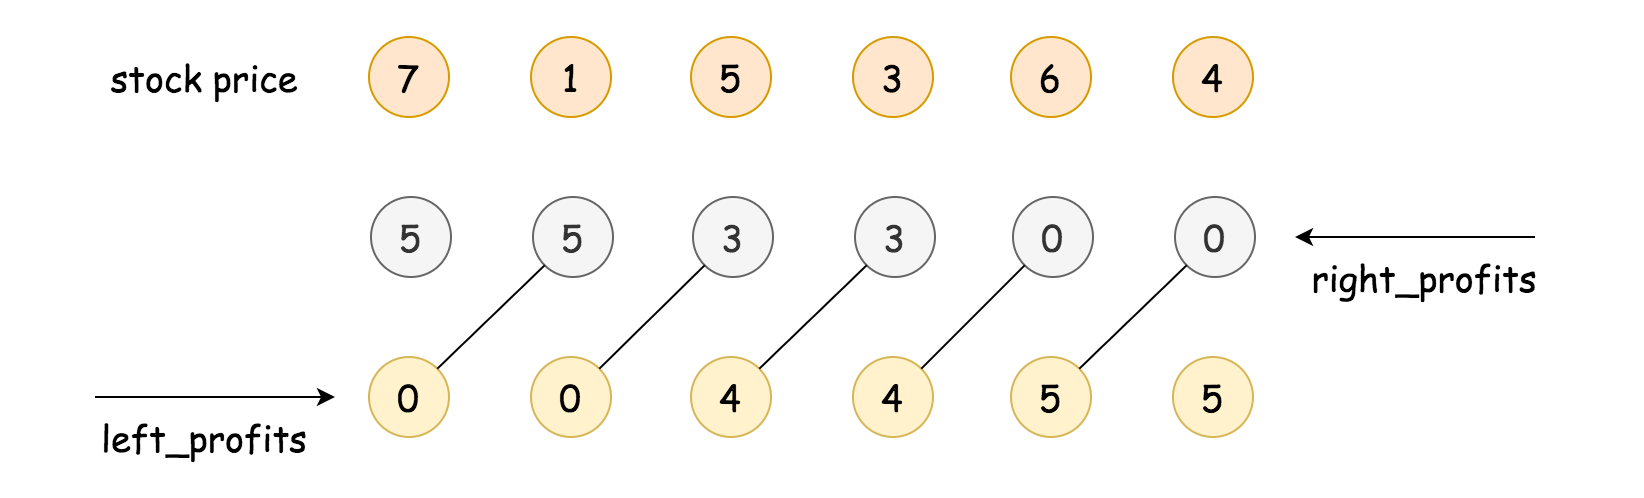 stock price 7 1 5 3 6 4
5 5 3 3 0 0
right_profits
0 0 4 4 5 5
left_profits